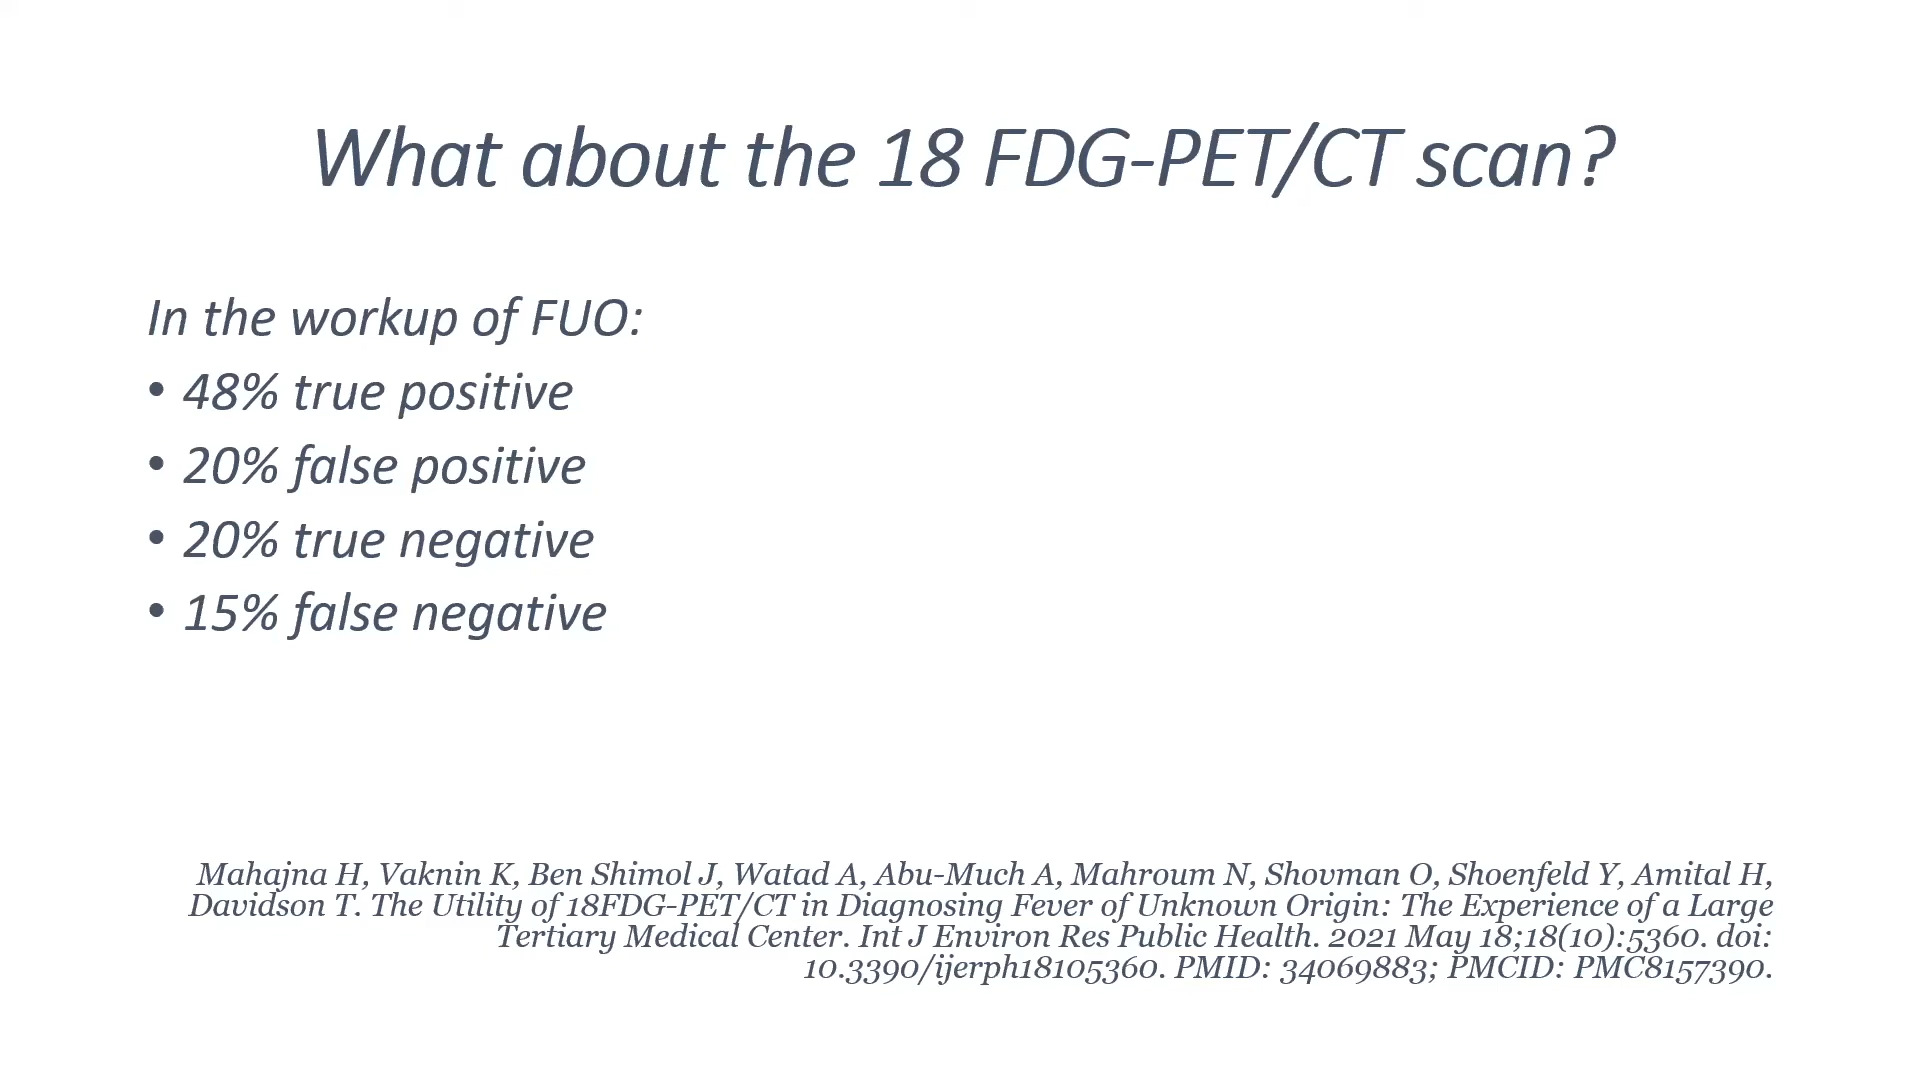 What about the 18 FDG-PET/CT scan?
In the workup of FUO:
• 48% true positive
• 20% false positive
• 20% true negative
• 15% false negative
Mahajna H, Vaknin K, Ben Shimol J, Watad A, Abu-Much A, Mahroum N, Shovman O, Shoenfeld Y, Amital H,
Davidson T. The Utility of 18FDG-PET/CT in Diagnosing Fever of Unknown Origin: The Experience of a Large
Tertiary Medical Center. Int J Environ Res Public Health. 2021 May 18;18(10):5360. doi:
10.3390/ijerph18105360. PMID: 34069883; PMCID: PMC8157390.